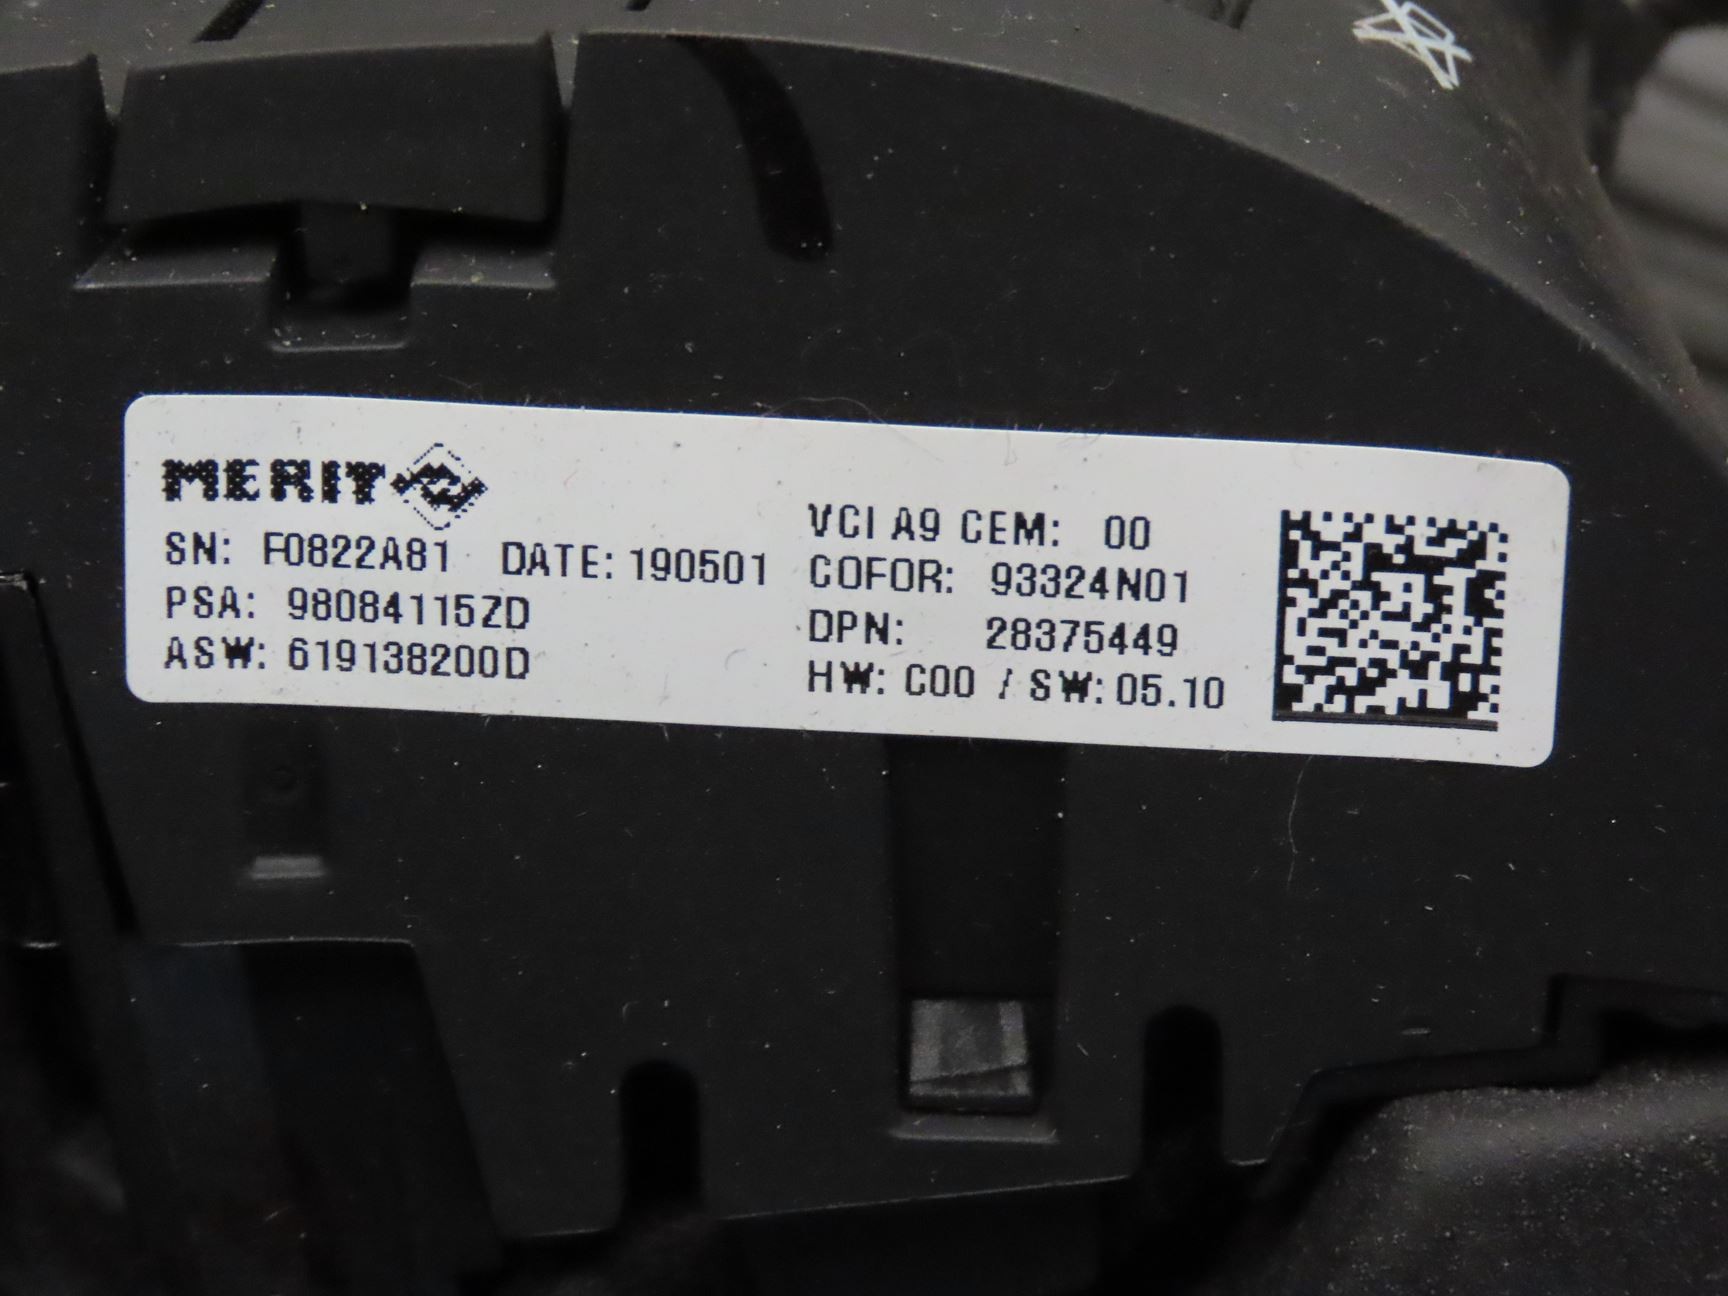 MERIT
SN: F0822A81 DATE: 190501
PSA: 98084115ZD
ASW: 619138200D
VCI A9 CEM: 00
COFOR: 93324N01
DPN: 28375449
HW: C00 / SW: 05.10